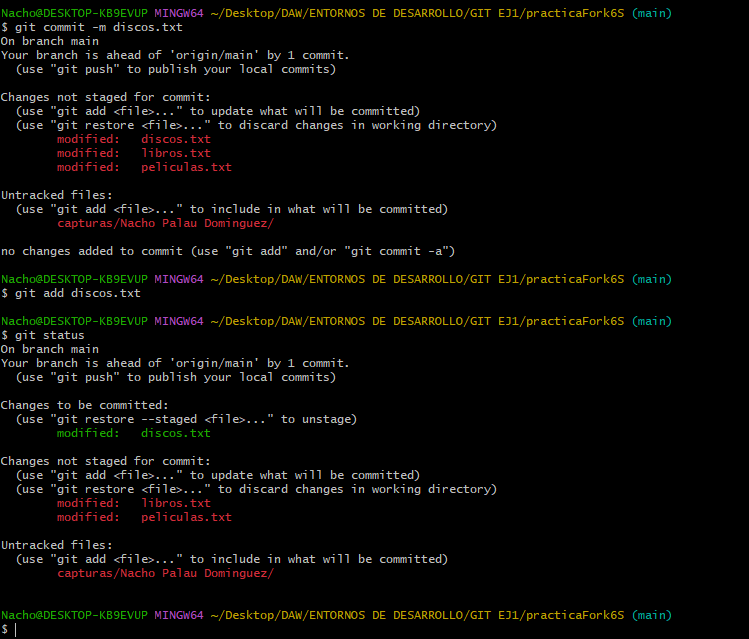 Nacho@DESKTOP-KB9EVUP MINGW64 ~/Desktop/DAW/ENTORNOS DE DESARROLLO/GIT EJ1/practicaFork6S (main)
$ git commit -m discos.txt
On branch main
Your branch is ahead of 'origin/main' by 1 commit.
  (use "git push" to publish your local commits)

Changes not staged for commit:
  (use "git add <file>..." to update what will be committed)
  (use "git restore <file>..." to discard changes in working directory)
        modified:   discos.txt
        modified:   libros.txt
        modified:   peliculas.txt

Untracked files:
  (use "git add <file>..." to include in what will be committed)
        capturas/Nacho Palau Dominguez/

no changes added to commit (use "git add" and/or "git commit -a")

Nacho@DESKTOP-KB9EVUP MINGW64 ~/Desktop/DAW/ENTORNOS DE DESARROLLO/GIT EJ1/practicaFork6S (main)
$ git add discos.txt

Nacho@DESKTOP-KB9EVUP MINGW64 ~/Desktop/DAW/ENTORNOS DE DESARROLLO/GIT EJ1/practicaFork6S (main)
$ git status
On branch main
Your branch is ahead of 'origin/main' by 1 commit.
  (use "git push" to publish your local commits)

Changes to be committed:
  (use "git restore --staged <file>..." to unstage)
        modified:   discos.txt

Changes not staged for commit:
  (use "git add <file>..." to update what will be committed)
  (use "git restore <file>..." to discard changes in working directory)
        modified:   libros.txt
        modified:   peliculas.txt

Untracked files:
  (use "git add <file>..." to include in what will be committed)
        capturas/Nacho Palau Dominguez/

Nacho@DESKTOP-KB9EVUP MINGW64 ~/Desktop/DAW/ENTORNOS DE DESARROLLO/GIT EJ1/practicaFork6S (main)
$